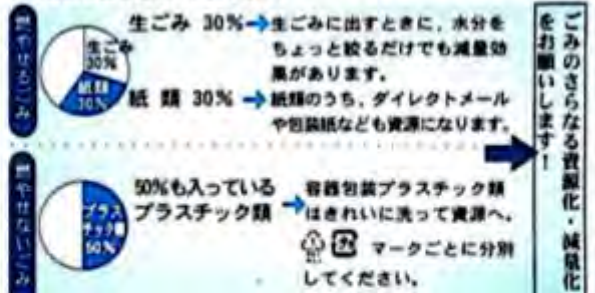 燃やせるごみ
生ごみ
30%
紙類
30%
生ごみ 30%→生ごみに出すときに、水分を
ちょっと絞るだけでも減量効
果があります。
紙 類 30% →紙類のうち、ダイレクトメール
や包装紙なども資源になります。
燃やせないごみ
プラス
チック類
50%
50%も入っている
プラスチック類
→容器包装プラスチック類
はきれいに洗って資源へ。
マークごとに分別
してください。
ごみのさらなる資源化・減量化
をお願いします!